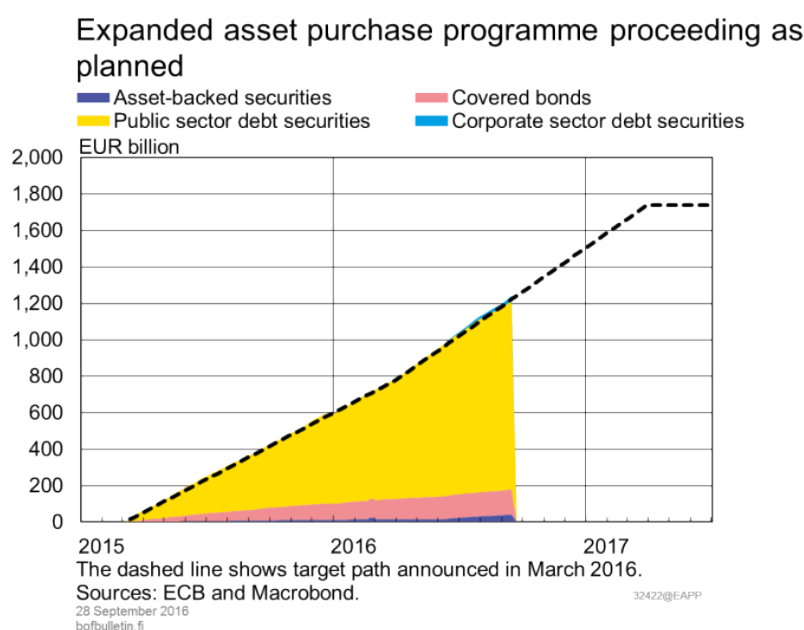 Expanded asset purchase programme proceeding as
planned
Asset-backed securities
Covered bonds
Public sector debt securities
Corporate sector debt securities
EUR billion
2,000
1,800
1,600
1,400
1,200
1,000
800
600
400
200
0
2015 2016 2017
The dashed line shows target path announced in March 2016.
Sources: ECB and Macrobond.
32422@EAPP
28 September 2016
bofbulletin.fi